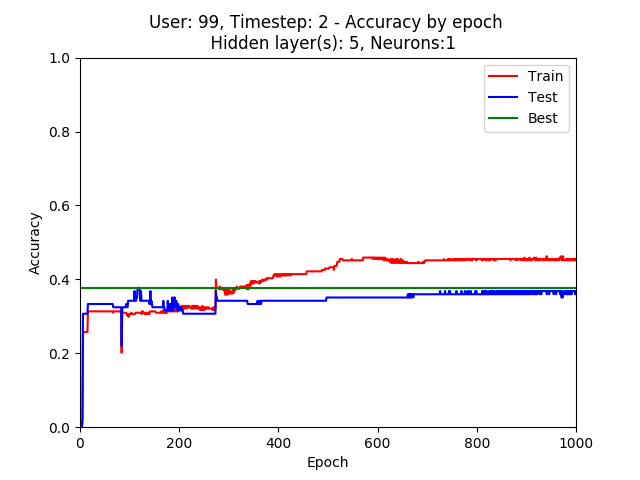 User: 99, Timestep: 2 - Accuracy by epoch
Hidden layer(s): 5, Neurons:1
Train
Test
Best
Accuracy
1.0
0.8
0.6
0.4
0.2
0.0
0 200 400 600 800 1000
Epoch